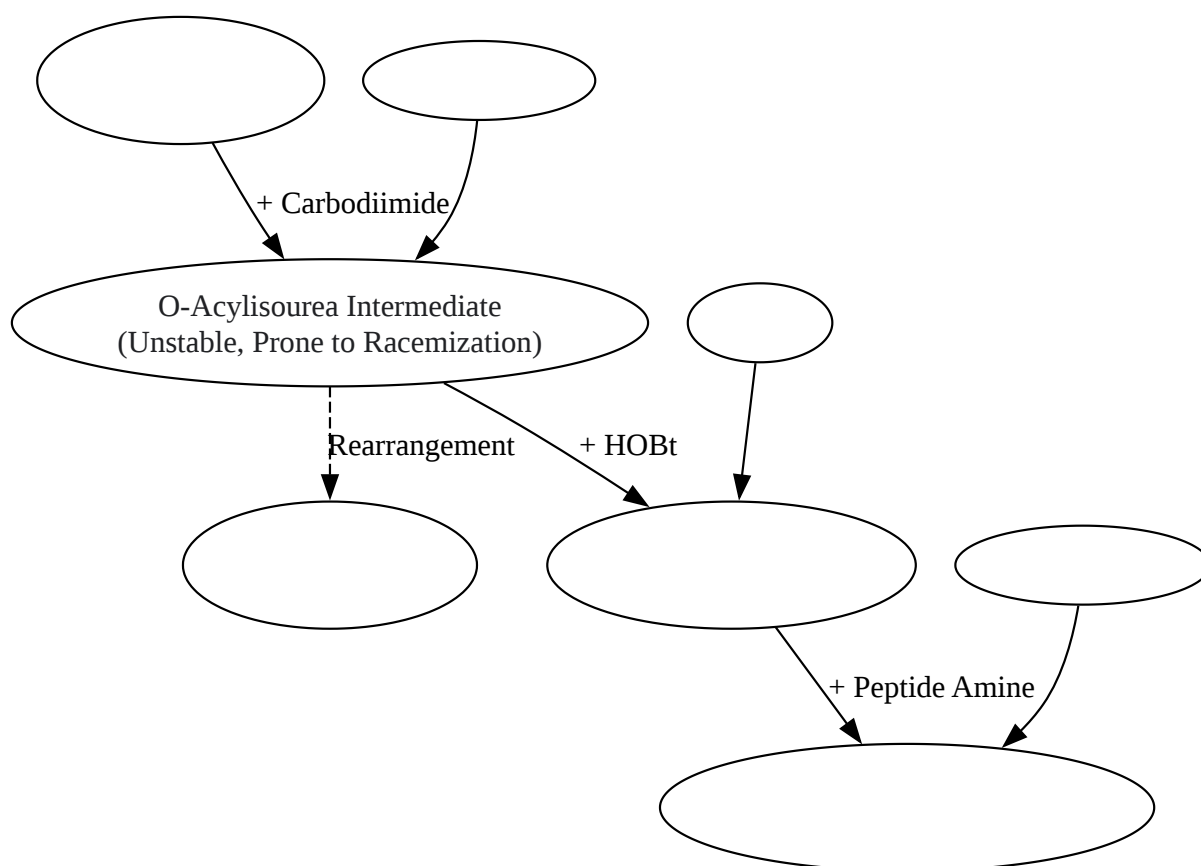 + Carbodiimide
O-Acylisourea Intermediate
(Unstable, Prone to Racemization)
Rearrangement
+ HOBt
+ Peptide Amine